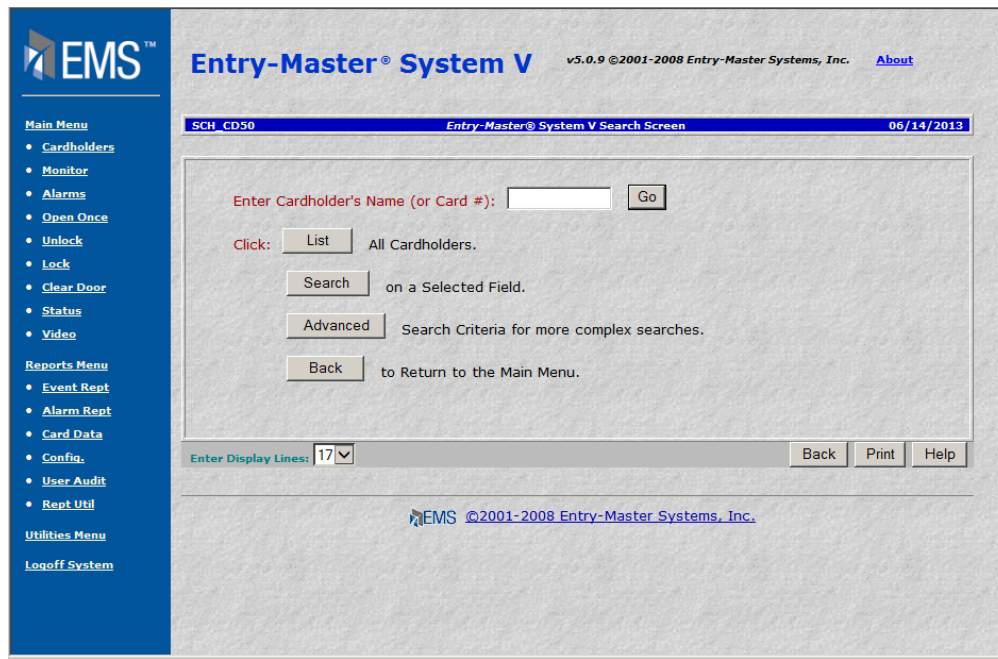 EMS™
Main Menu
Cardholders
Monitor
Alarms
Open Once
Unlock
Lock
Clear Door
Status
Video
Reports Menu
Event Rept
Alarm Rept
Card Data
Config.
User Audit
Rept Util
Utilities Menu
Logoff System
Entry-Master® System V v5.0.9 ©2001-2008 Entry-Master Systems, Inc. About
SCH_CD50 Entry-Master® System V Search Screen 06/14/2013
Enter Cardholder's Name (or Card #): Go
Click: List All Cardholders.
Search on a Selected Field.
Advanced Search Criteria for more complex searches.
Back to Return to the Main Menu.
Enter Display Lines: 17 Back Print Help
EMS ©2001-2008 Entry-Master Systems, Inc.